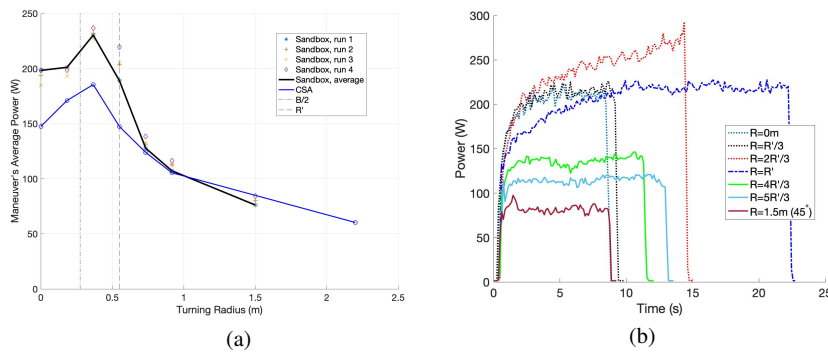 250
200
150
100
50
0
Maneuver's Average Power (W)
0
0.5
1
1.5
2
2.5
Turning Radius (m)
Sandbox, run 1
Sandbox, run 2
Sandbox, run 3
Sandbox, run 4
Sandbox, average
CSA
B/2
R'
(a)
300
250
200
150
100
50
0
Power (W)
0
5
10
15
20
25
Time (s)
R=0m
R=R'/3
R=2R'/3
R=R'
R=4R'/3
R=5R'/3
R=1.5m (45°)
(b)